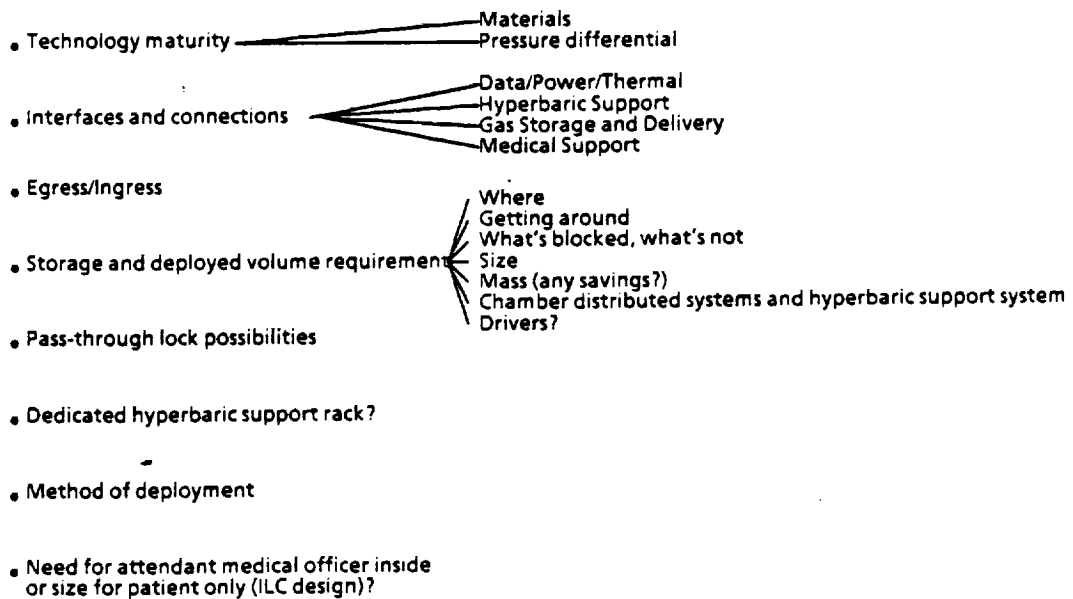 • Technology maturity
Materials
Pressure differential
• Interfaces and connections
Data/Power/Thermal
Hyperbaric Support
Gas Storage and Delivery
Medical Support
• Egress/Ingress
• Storage and deployed volume requirement
Where
Getting around
What's blocked, what's not
Size
Mass (any savings?)
Chamber distributed systems and hyperbaric support system
Drivers?
• Pass-through lock possibilities
• Dedicated hyperbaric support rack?
• Method of deployment
• Need for attendant medical officer inside
or size for patient only (ILC design)?